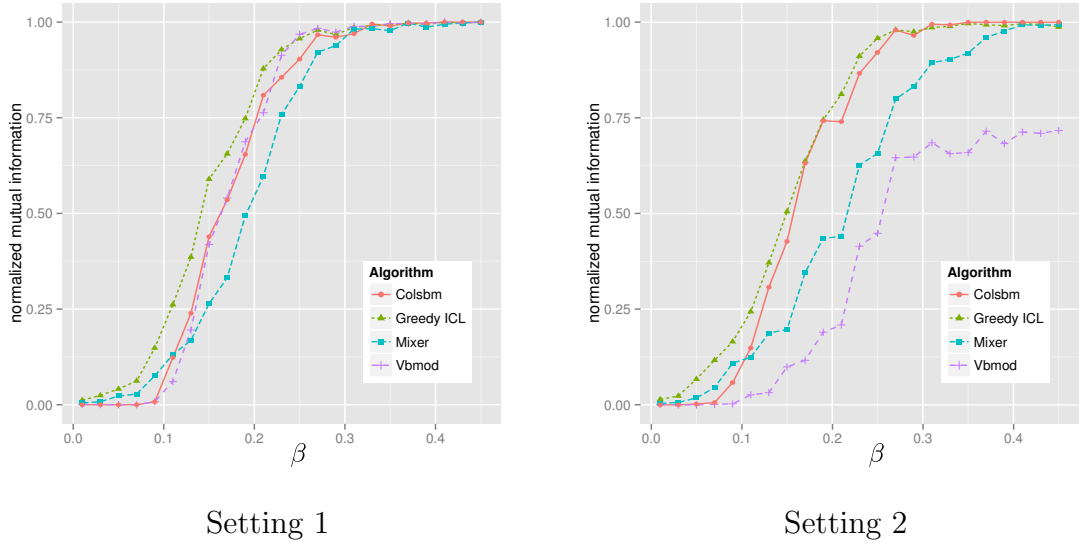 normalized mutual information
1.00
0.75
0.50
0.25
0.00
0.0
0.1
0.2
0.3
0.4
β
Algorithm
Colsbm
Greedy ICL
Mixer
Vbmod
Setting 1
normalized mutual information
1.00
0.75
0.50
0.25
0.00
0.0
0.1
0.2
0.3
0.4
β
Algorithm
Colsbm
Greedy ICL
Mixer
Vbmod
Setting 2